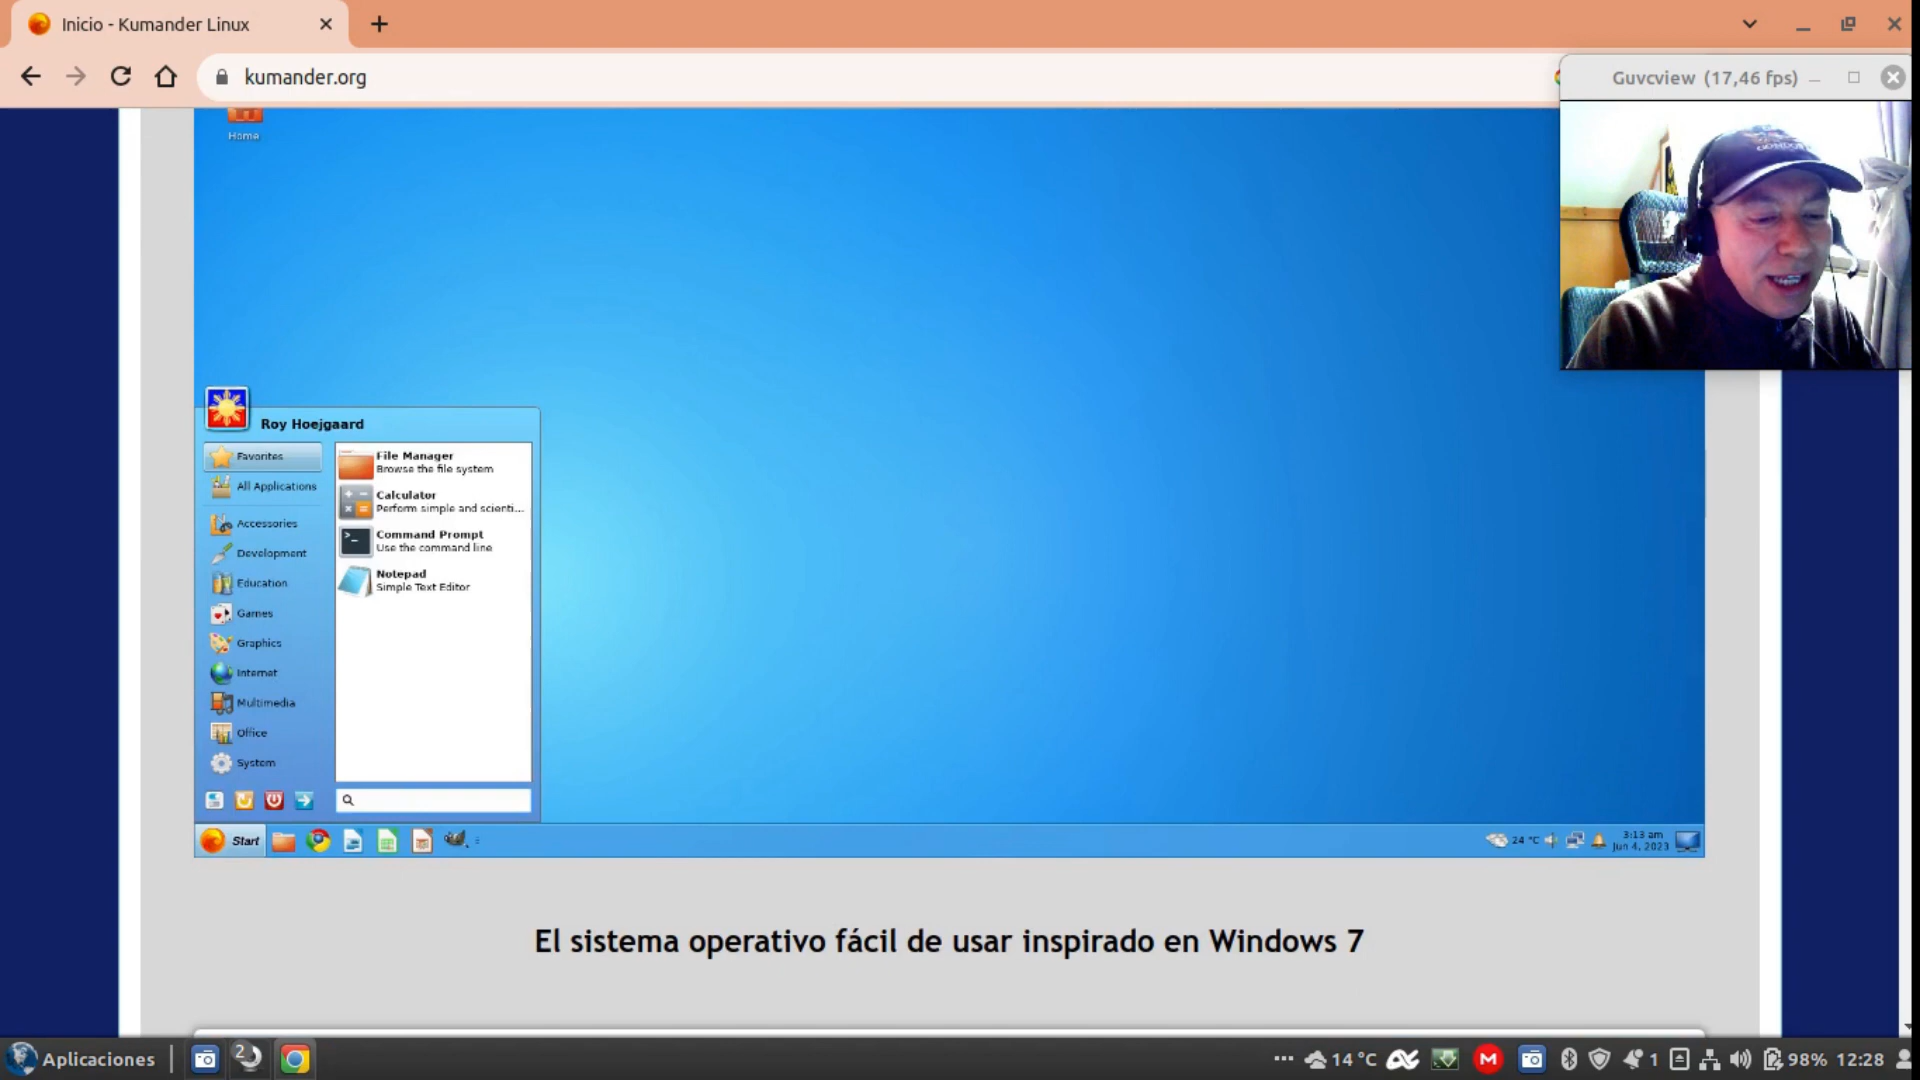 Inicio - Kumander Linux
kumander.org
Guvcview (17,46 fps)
Home
Roy Hoejgaard
Favorites
All Applications
Accessories
Development
Education
Games
Graphics
Internet
Multimedia
Office
System
File Manager
Browse the file system
Calculator
Perform simple and scienti...
Command Prompt
Use the command line
Notepad
Simple Text Editor
Start
24 °C
3:13 am
Jun 4, 2023
El sistema operativo fácil de usar inspirado en Windows 7
Aplicaciones
2
14 °C
M
1
98%
12:28